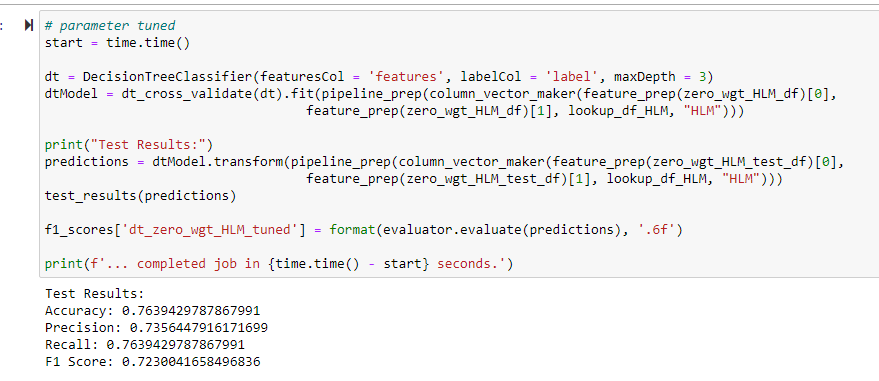 :
# parameter tuned
start = time.time()
dt = DecisionTreeClassifier(featuresCol = 'features', labelCol = 'label', maxDepth = 3)
dtModel = dt_cross_validate(dt).fit(pipeline_prep(column_vector_maker(feature_prep(zero_wgt_HLM_df)[0],
feature_prep(zero_wgt_HLM_df)[1], lookup_df_HLM, "HLM")))
print("Test Results:")
predictions = dtModel.transform(pipeline_prep(column_vector_maker(feature_prep(zero_wgt_HLM_test_df)[0],
feature_prep(zero_wgt_HLM_test_df)[1], lookup_df_HLM, "HLM")))
test_results(predictions)
f1_scores['dt_zero_wgt_HLM_tuned'] = format(evaluator.evaluate(predictions), '.6f')
print(f'... completed job in {time.time() - start} seconds.')
Test Results:
Accuracy: 0.7639429787867991
Precision: 0.7356447916171699
Recall: 0.7639429787867991
F1 Score: 0.7230041658496836